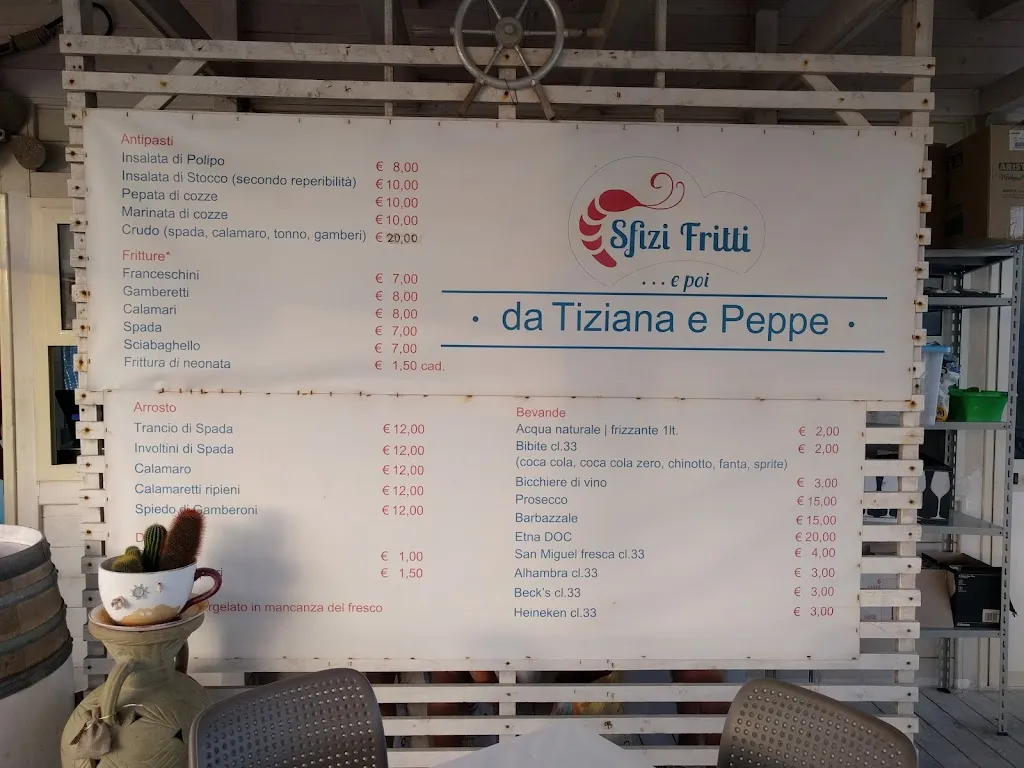 Antipasti
Insalata di Polipo € 8,00
Insalata di Stocco (secondo reperibilità) € 10,00
Pepata di cozze € 10,00
Marinata di cozze € 10,00
Crudo (spada, calamaro, tonno, gamberi) € 20,00
Fritture*
Franceschini € 7,00
Gamberetti € 8,00
Calamari € 8,00
Spada € 7,00
Sciabaghello € 7,00
Frittura di neonata € 1,50 cad.
Sfizi Fritti
... e poi
• da Tiziana e Peppe •
Arrosto
Trancio di Spada € 12,00
Involtini di Spada € 12,00
Calamaro € 12,00
Calamaretti ripieni € 12,00
Spiedo di Gamberoni € 12,00
€ 1,00
€ 1,50
in mancanza del fresco
Bevande
Acqua naturale | frizzante 1lt. € 2,00
Bibite cl.33 € 2,00
(coca cola, coca cola zero, chinotto, fanta, sprite)
Bicchiere di vino € 3,00
Prosecco € 15,00
Barbazzale € 15,00
Etna DOC € 20,00
San Miguel fresca cl.33 € 4,00
Alhambra cl.33 € 3,00
Beck's cl.33 € 3,00
Heineken cl.33 € 3,00